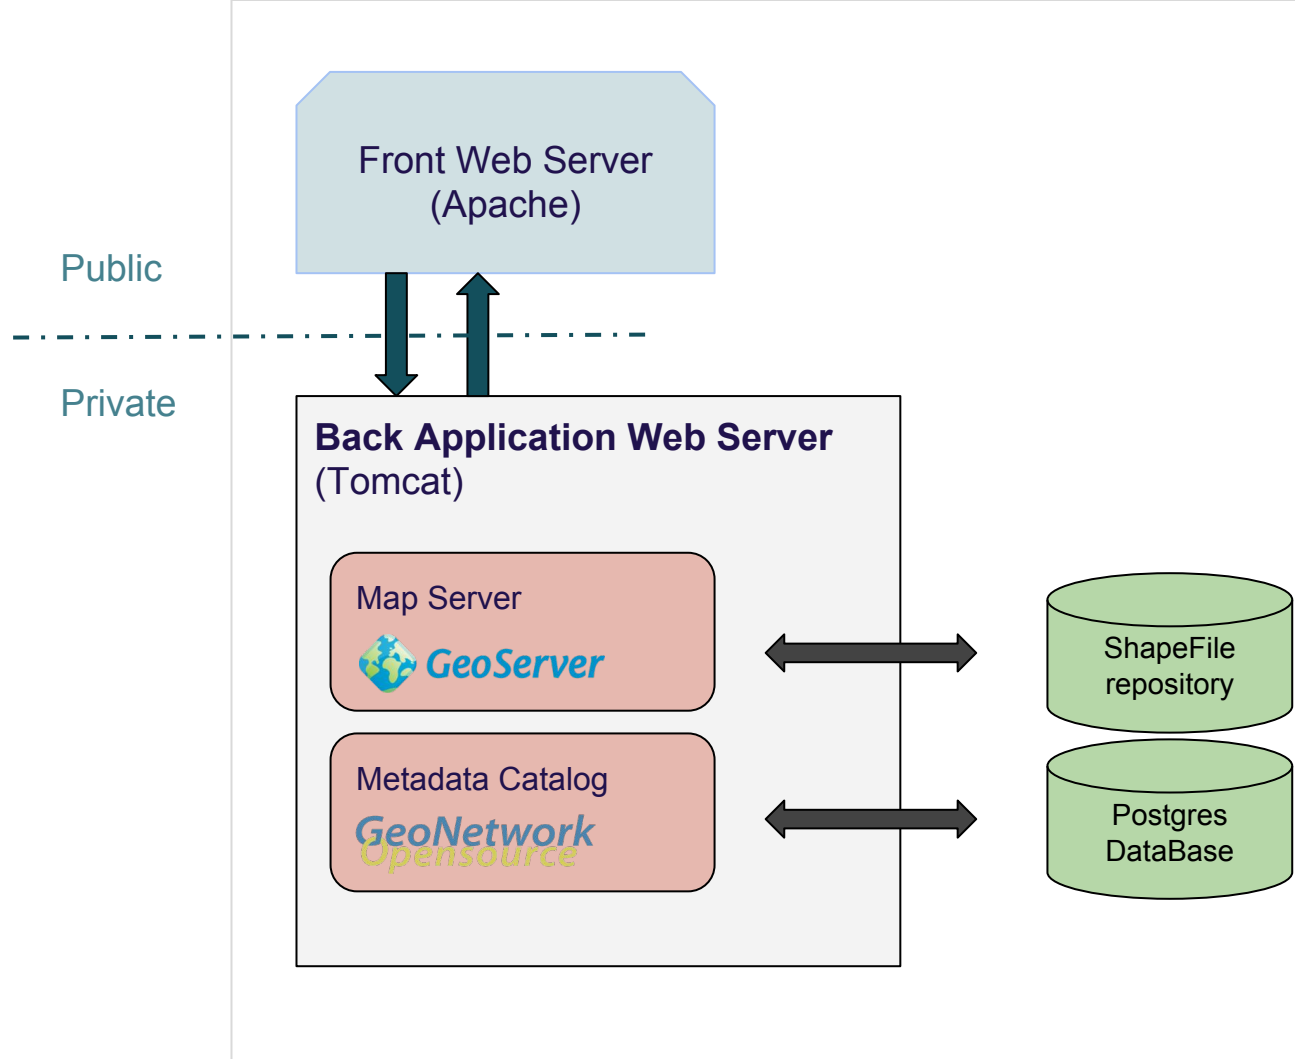 Front Web Server
(Apache)
Public
Private
Back Application Web Server
(Tomcat)
Map Server
GeoServer
ShapeFile
repository
Metadata Catalog
GeoNetwork
Opensource
Postgres
DataBase